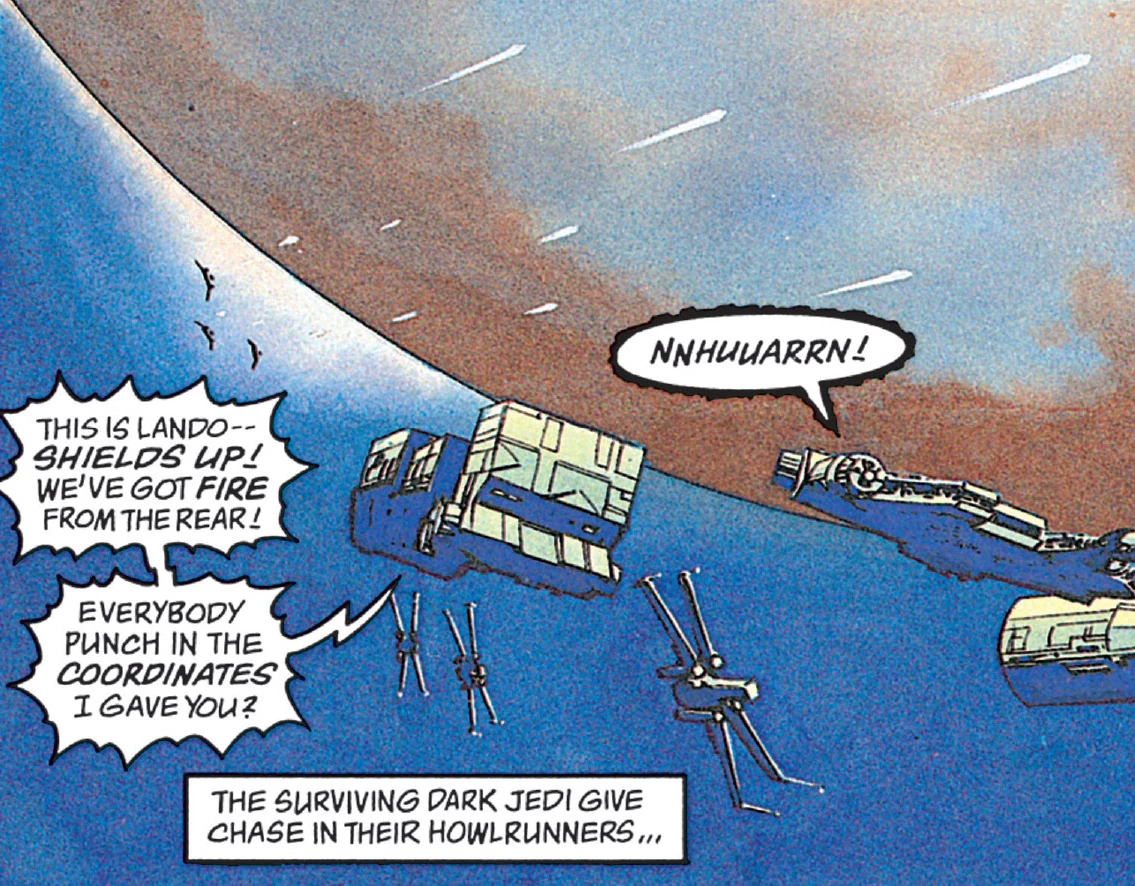 THIS IS LANDO--
SHIELDS UP!
WE'VE GOT FIRE
FROM THE REAR!
EVERYBODY
PUNCH IN THE
COORDINATES
I GAVE YOU?
NNHUUARRN!
THE SURVIVING DARK JEDI GIVE
CHASE IN THEIR HOWLRUNNERS...